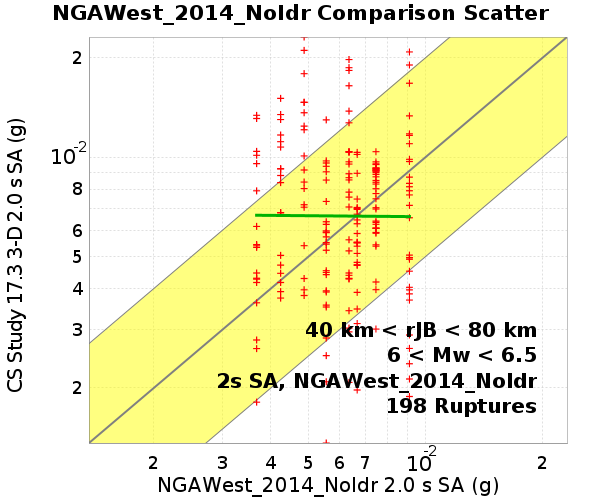 NGAWest_2014_NoIdr Comparison Scatter
CS Study 17.3 3-D 2.0 s SA (g)
2
10-2
8
6
5
4
3
2
40 km < rJB < 80 km
6 < Mw < 6.5
2s SA, NGAWest_2014_NoIdr
198 Ruptures
2 3 4 5 6 7 10-2 2
NGAWest_2014_NoIdr 2.0 s SA (g)